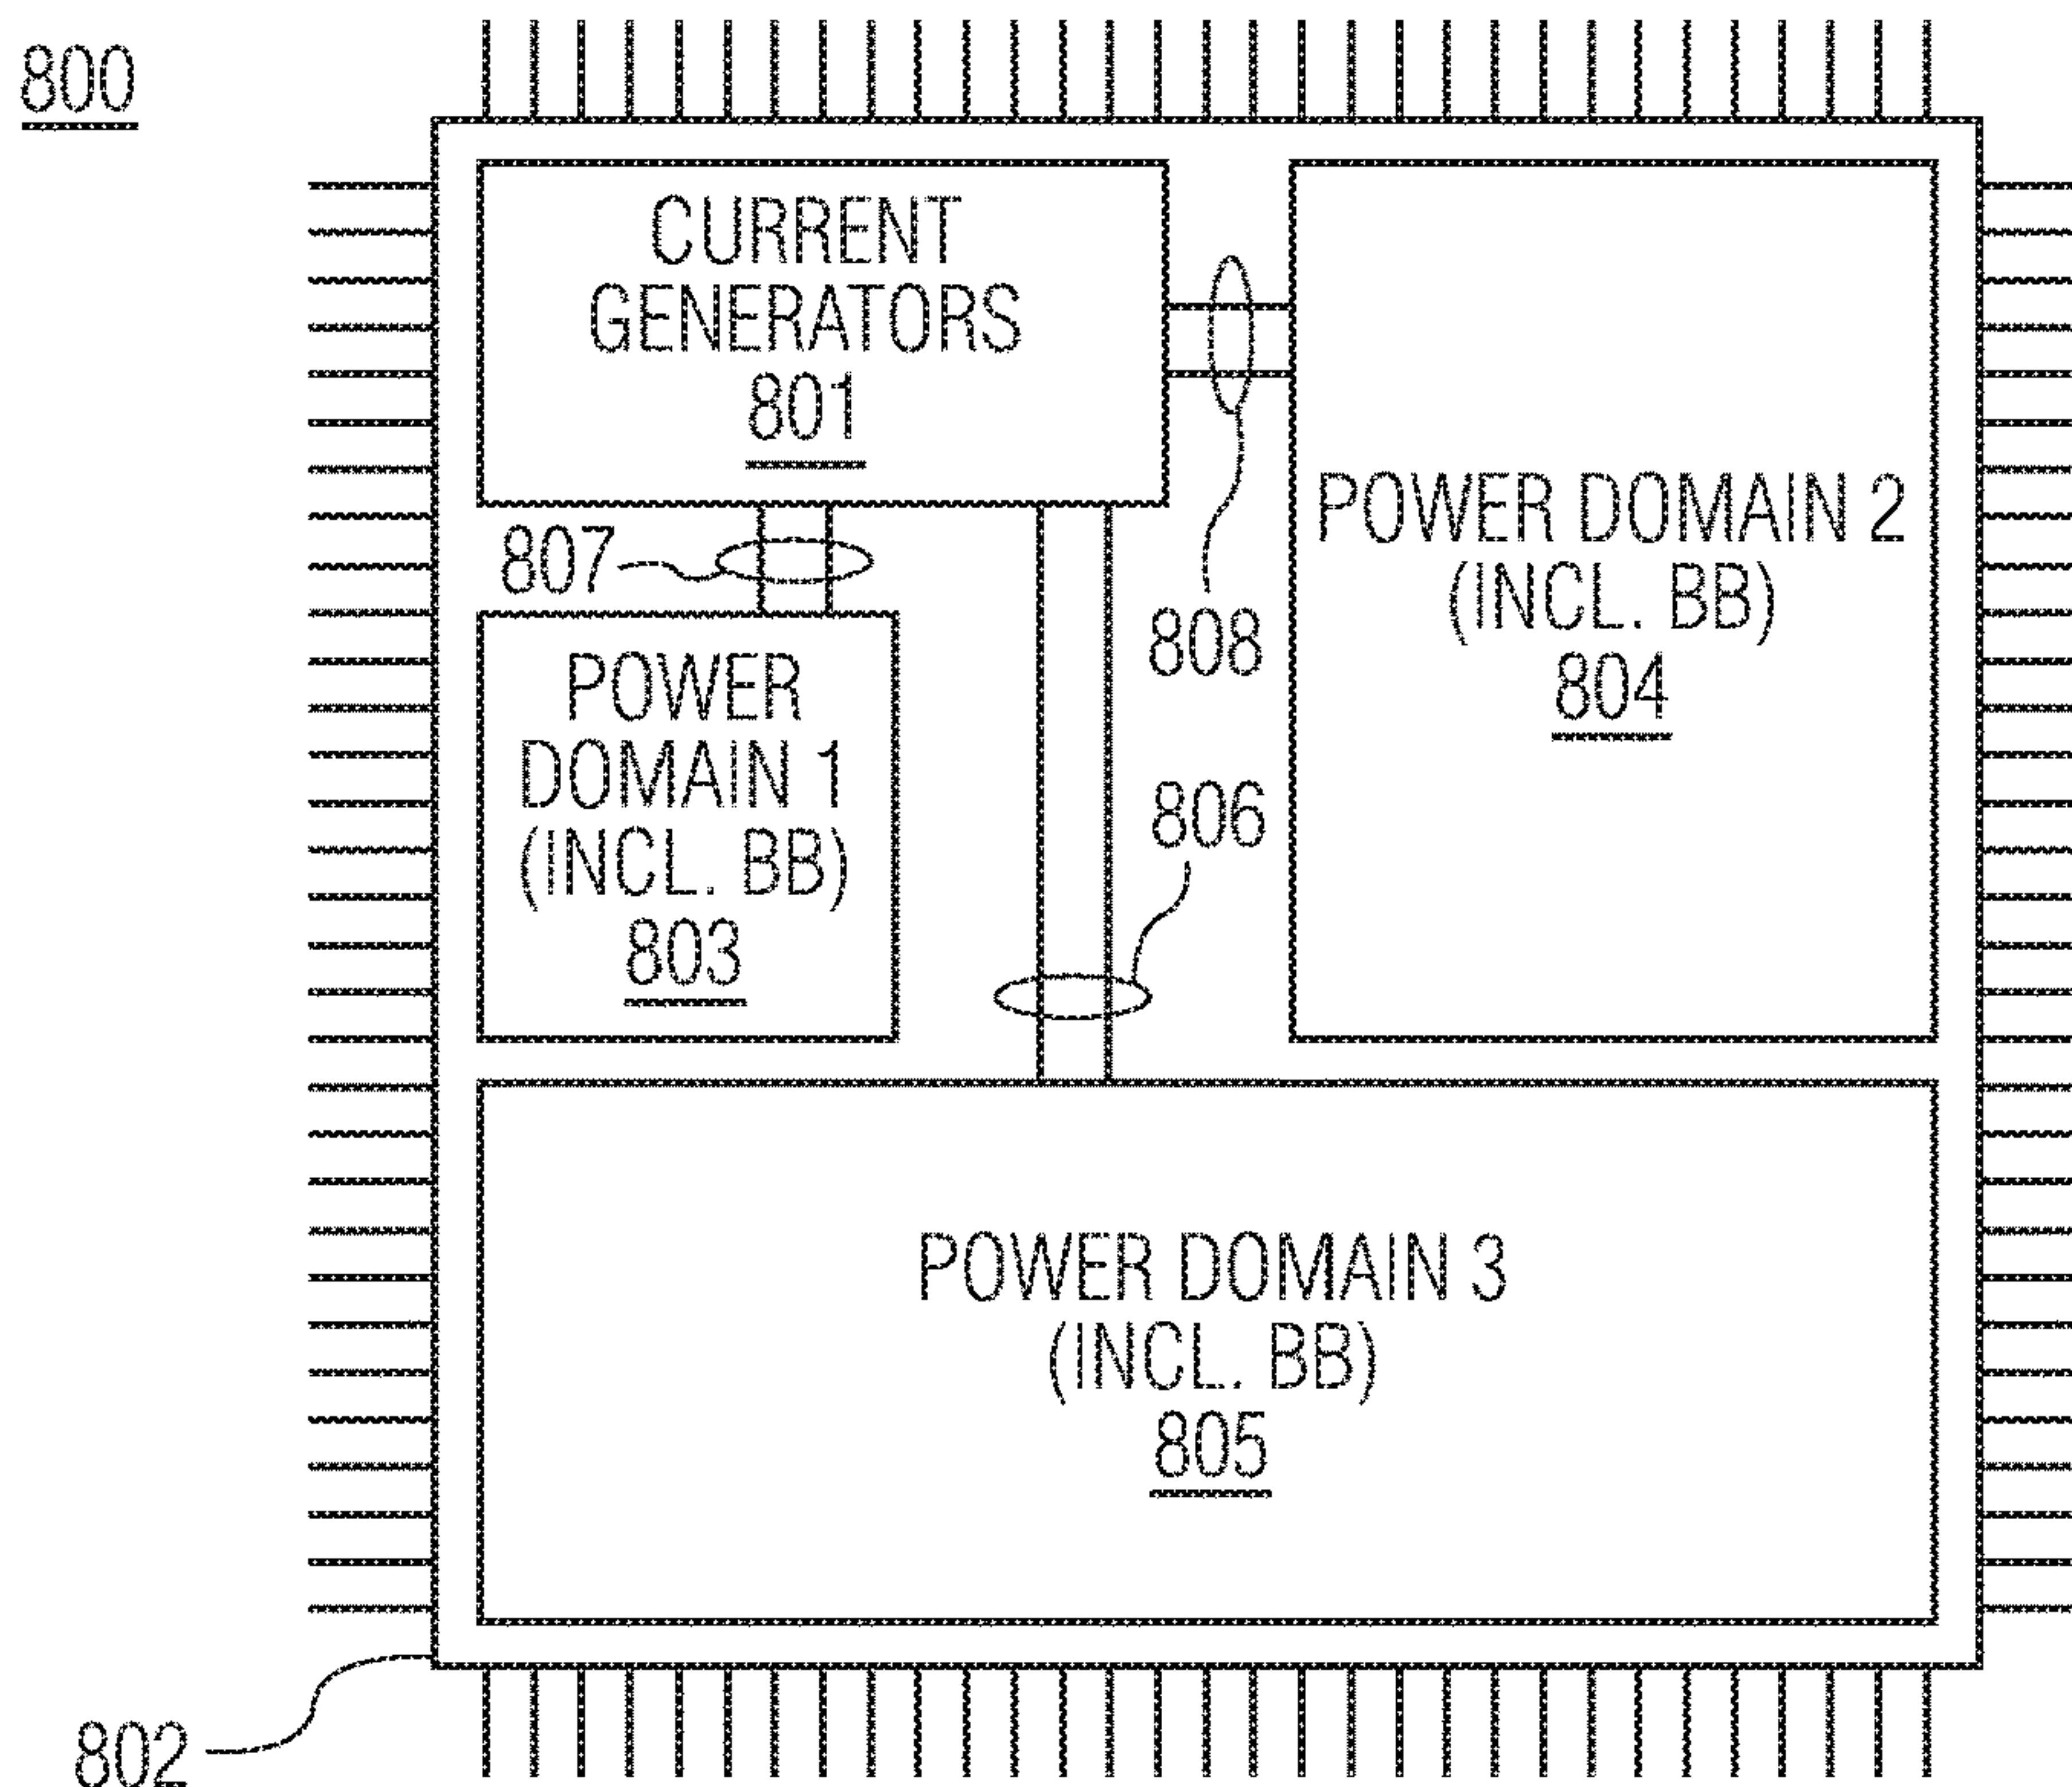 800
CURRENT
GENERATORS
801
807
808
POWER DOMAIN 2
(INCL. BB)
804
POWER
DOMAIN 1
(INCL. BB)
803
806
POWER DOMAIN 3
(INCL. BB)
805
802